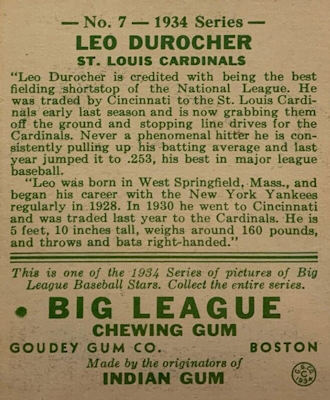 — No. 7 — 1934 Series —
LEO DUROCHER
ST. LOUIS CARDINALS
"Leo Durocher is credited with being the best
fielding shortstop of the National League. He
was traded by Cincinnati to the St. Louis Cardi-
nals early last season and is now grabbing them
off the ground and stopping line drives for the
Cardinals. Never a phenomenal hitter he is con-
sistently pulling up his batting average and last
year jumped it to .253, his best in major league
baseball.
"Leo was born in West Springfield, Mass., and
began his career with the New York Yankees
regularly in 1928. In 1930 he went to Cincinnati
and was traded last year to the Cardinals. He is
5 feet, 10 inches tall, weighs around 160 pounds,
and throws and bats right-handed."
This is one of the 1934 Series of pictures of Big
League Baseball Stars. Collect the entire series.
BIG LEAGUE
CHEWING GUM
GOUDEY GUM CO. BOSTON
Made by the originators of
INDIAN GUM
G.G.Co.
C
1934